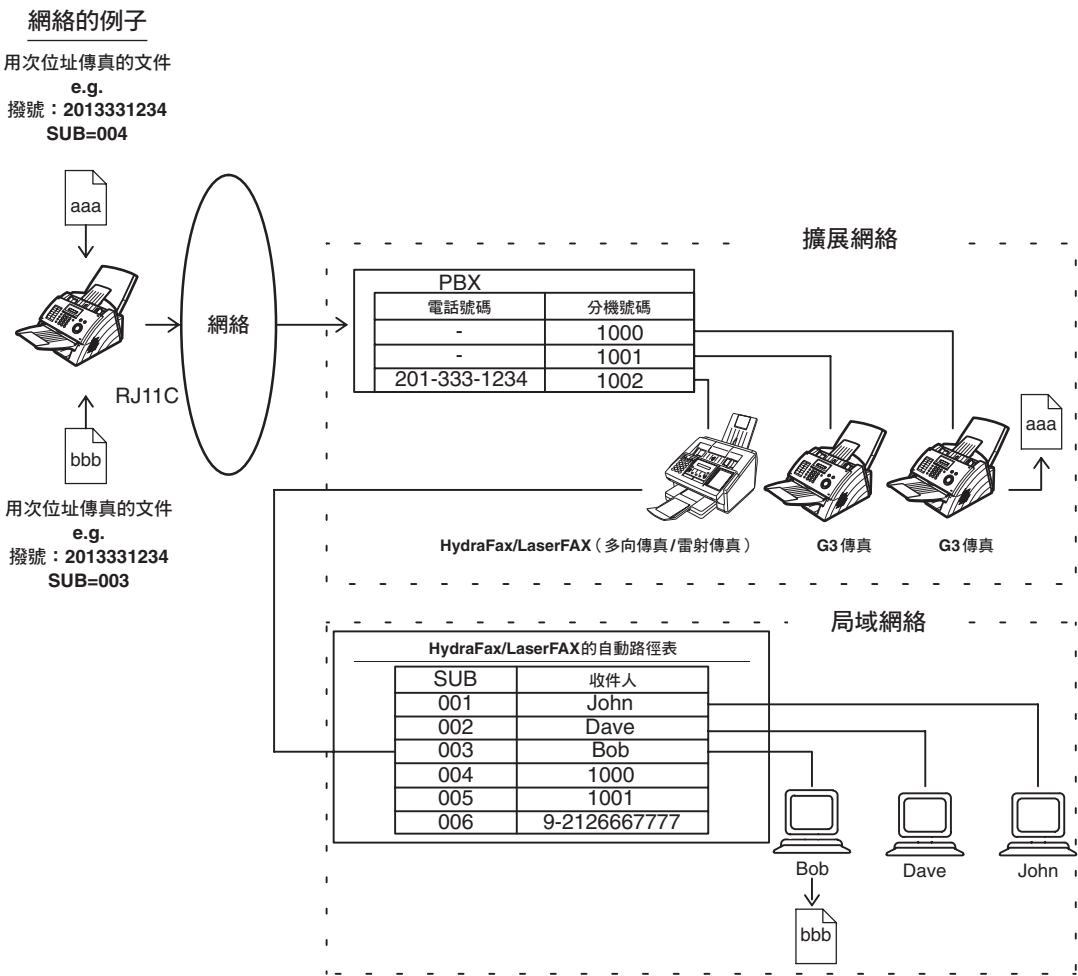 網絡的例子
用次位址傳真的文件
e.g.
撥號：2013331234
SUB=004
aaa
RJ11C
bbb
用次位址傳真的文件
e.g.
撥號：2013331234
SUB=003
網絡
擴展網絡
PBX
電話號碼 分機號碼
- 1000
- 1001
201-333-1234 1002
aaa
HydraFax/LaserFAX（多向傳真/雷射傳真）
G3傳真
G3傳真
局域網絡
HydraFax/LaserFAX的自動路徑表
SUB 收件人
001 John
002 Dave
003 Bob
004 1000
005 1001
006 9-2126667777
Bob
Dave
John
bbb